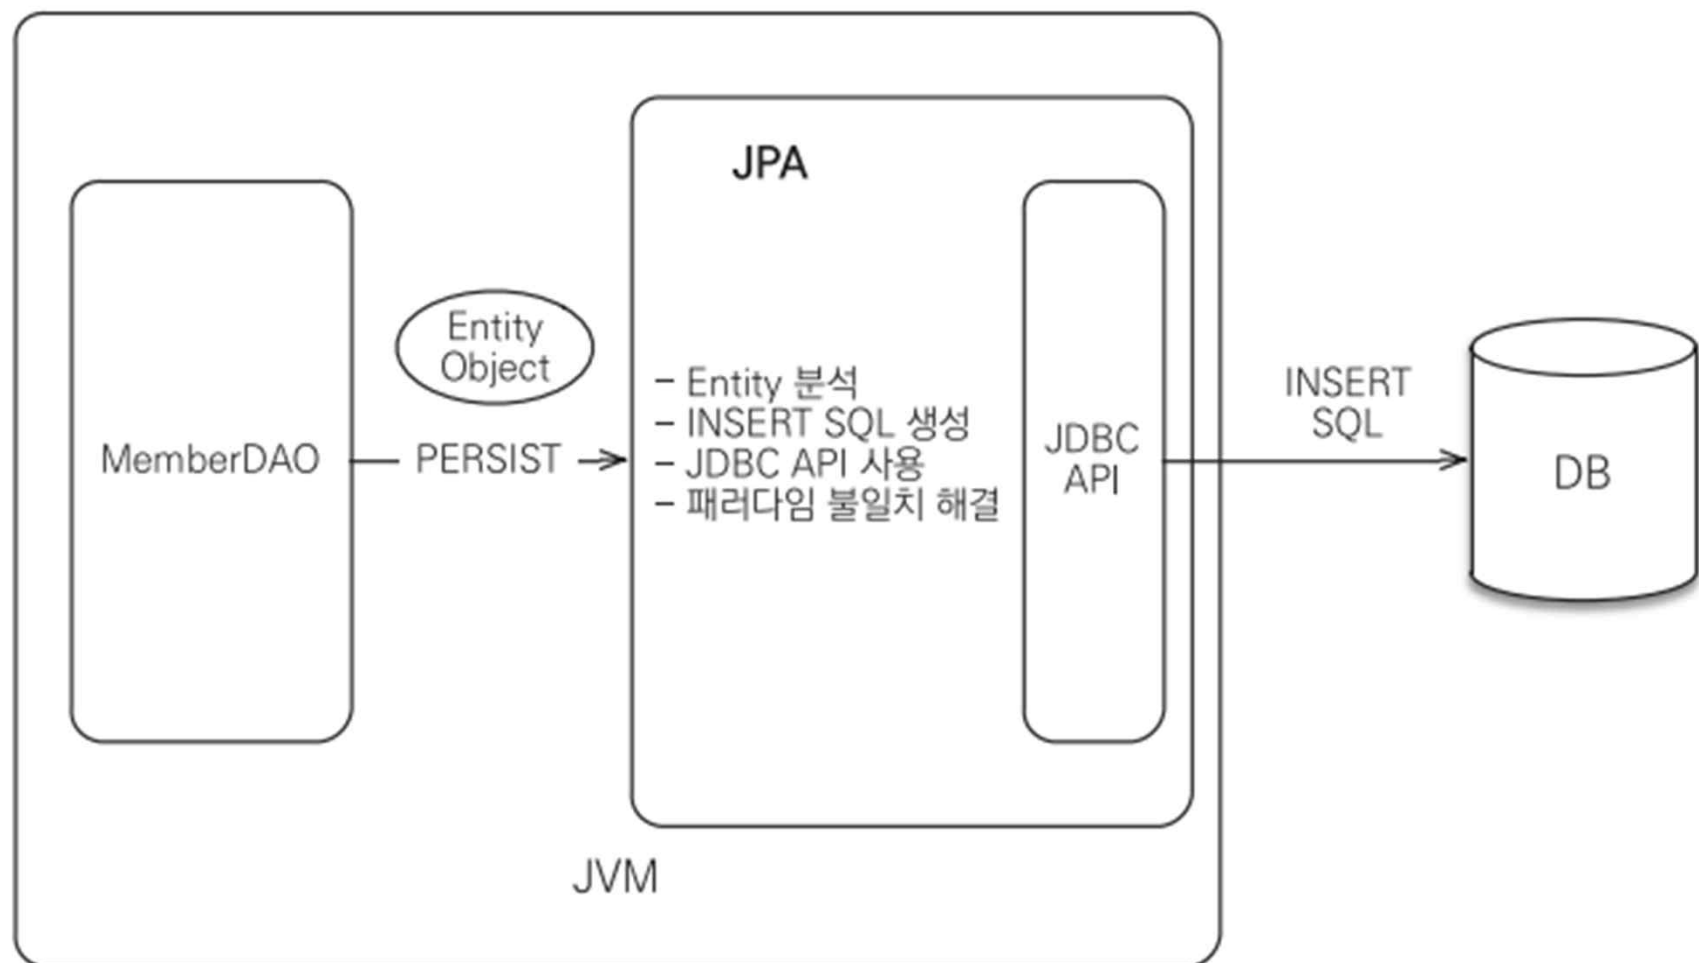 JPA
Entity
Object
MemberDAO
PERSIST
- Entity 분석
- INSERT SQL 생성
- JDBC API 사용
- 패러다임 불일치 해결
JDBC
API
INSERT
SQL
DB
JVM